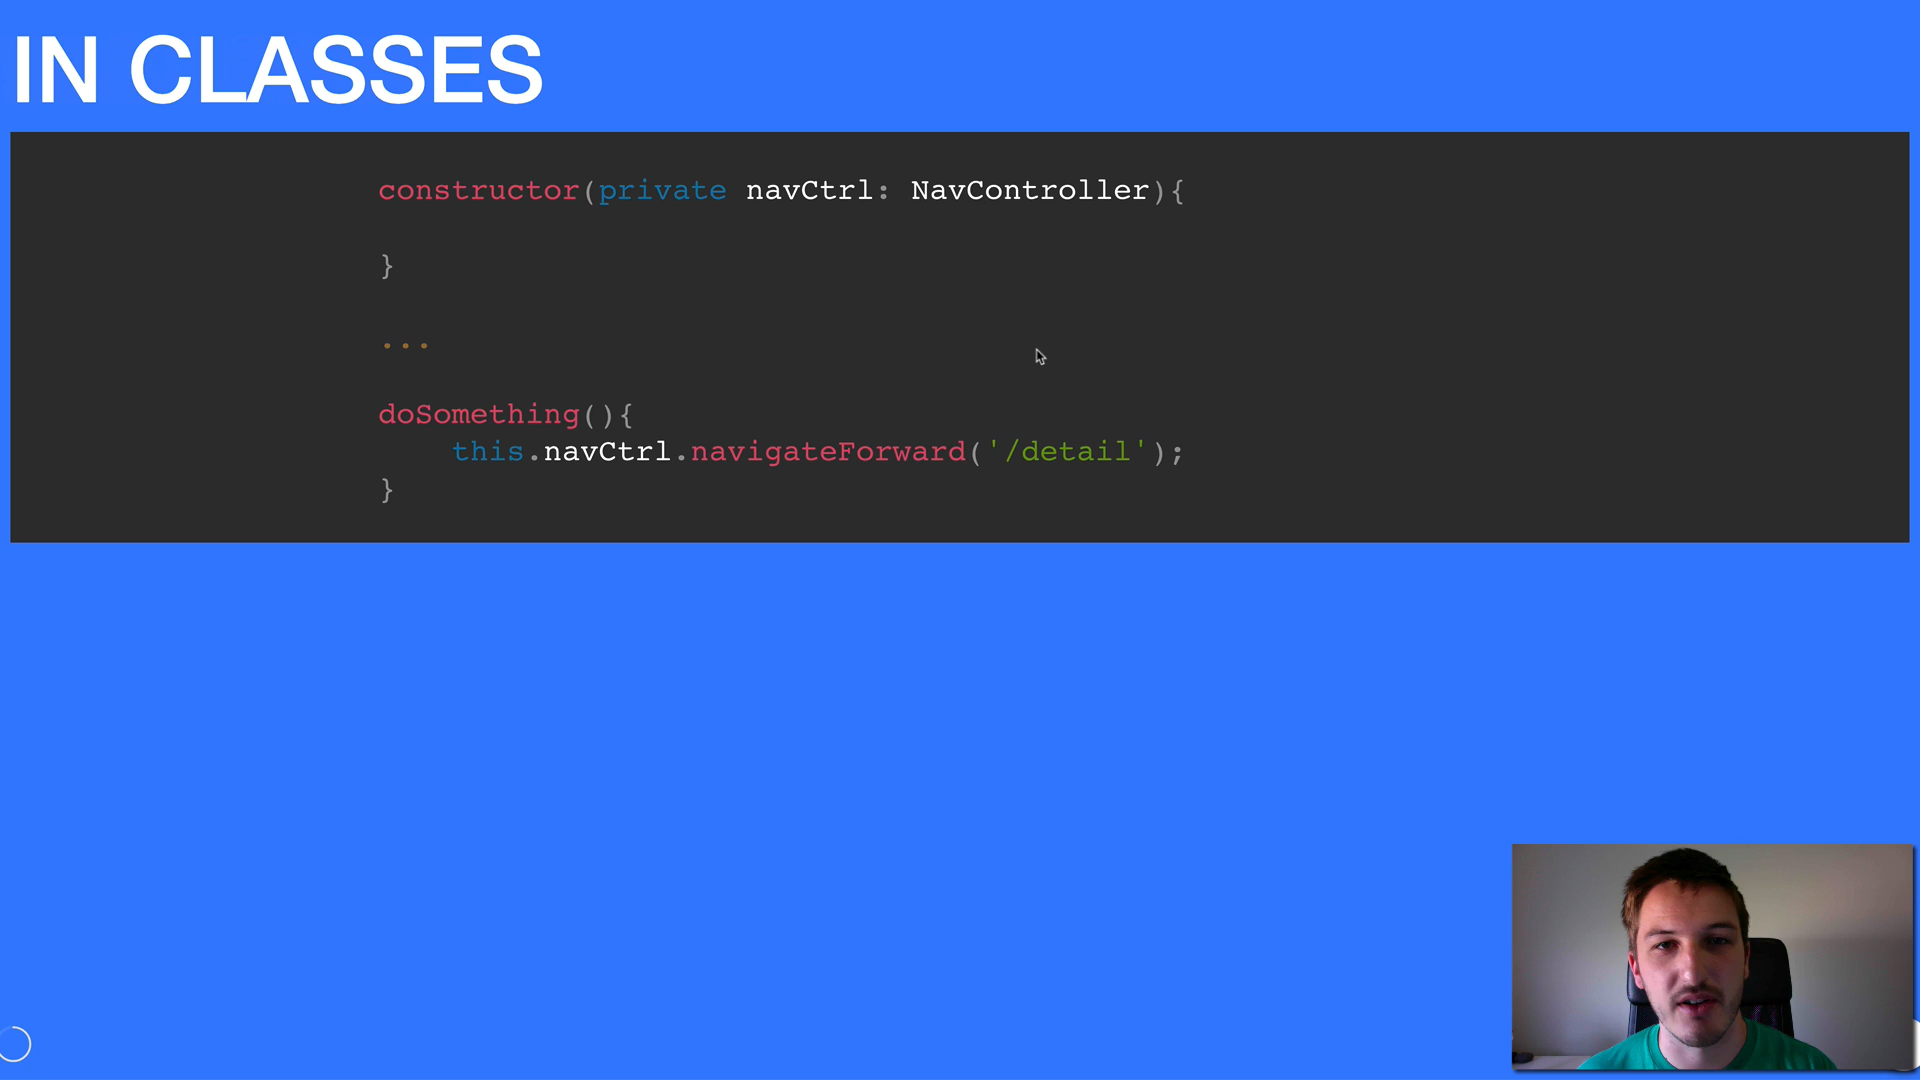 IN CLASSES
constructor(private navCtrl: NavController){
}
...
doSomething(){
this.navCtrl.navigateForward('/detail');
}